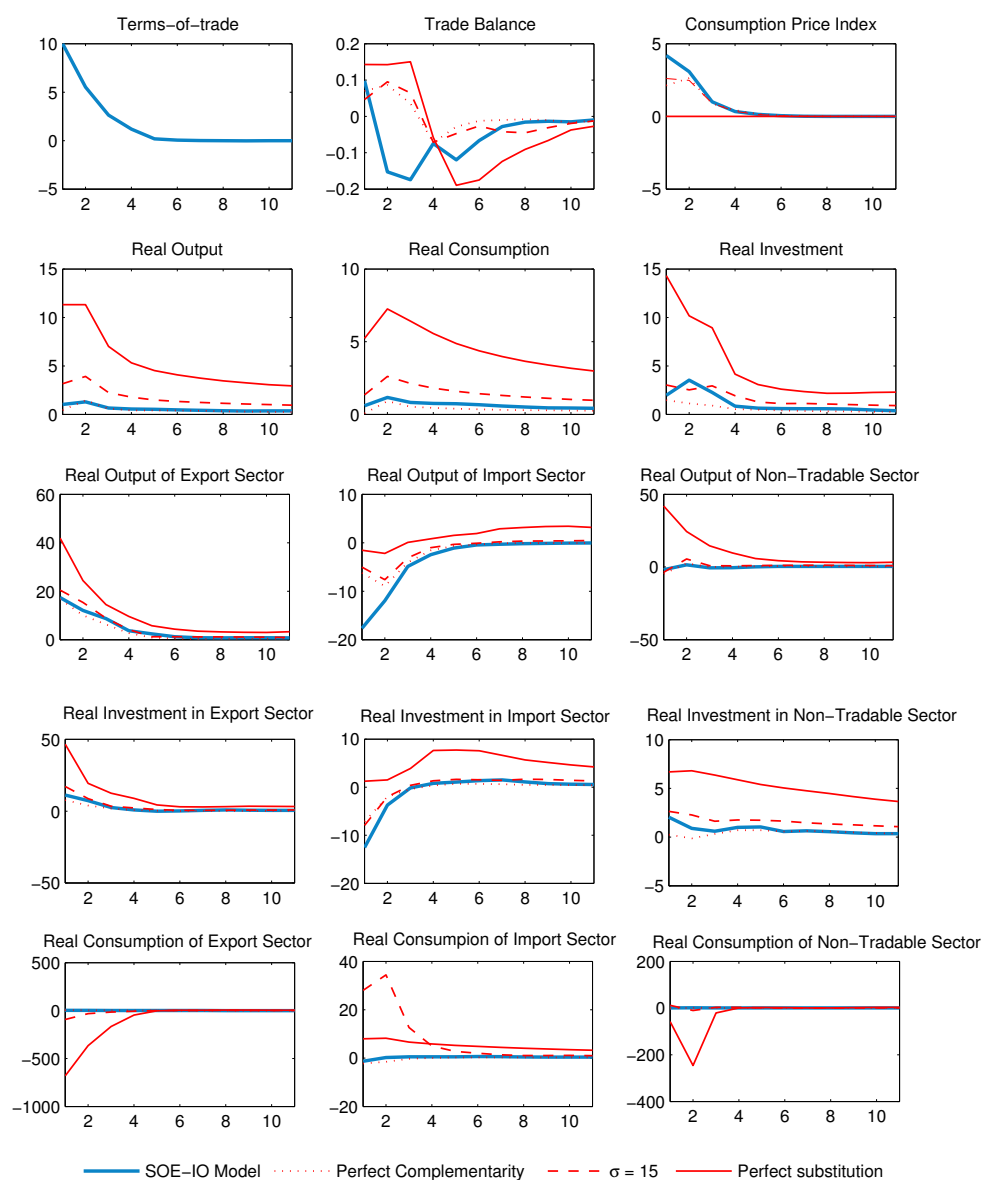 Terms-of-trade
Trade Balance
Consumption Price Index
10
5
0
-5
2 4 6 8 10
0.2
0.1
0
-0.1
-0.2
2 4 6 8 10
5
0
-5
2 4 6 8 10
Real Output
Real Consumption
Real Investment
15
10
5
0
2 4 6 8 10
10
5
0
2 4 6 8 10
15
10
5
0
2 4 6 8 10
Real Output of Export Sector
Real Output of Import Sector
Real Output of Non-Tradable Sector
60
40
20
0
2 4 6 8 10
10
0
-10
-20
2 4 6 8 10
50
0
-50
2 4 6 8 10
Real Investment in Export Sector
Real Investment in Import Sector
Real Investment in Non-Tradable Sector
50
0
-50
2 4 6 8 10
10
0
-10
-20
2 4 6 8 10
10
5
0
-5
2 4 6 8 10
Real Consumption of Export Sector
Real Consumpion of Import Sector
Real Consumption of Non-Tradable Sector
500
0
-500
-1000
2 4 6 8 10
40
20
0
-20
2 4 6 8 10
200
0
-200
-400
2 4 6 8 10
SOE-IO Model
Perfect Complementarity
σ = 15
Perfect substitution